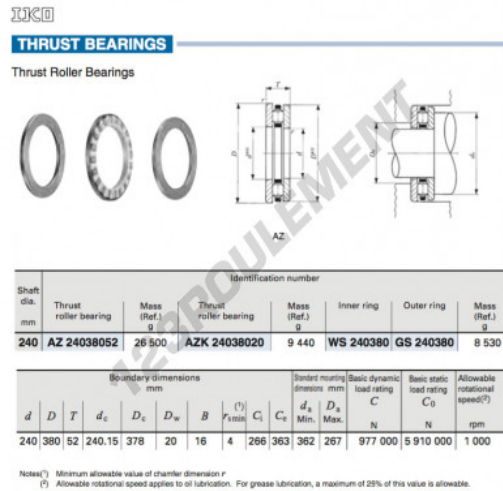 IKO
THRUST BEARINGS
Thrust Roller Bearings
AZ
123ROULEMENT
Shaft dia. mm
Identification number
Thrust roller bearing
Mass (Ref.) g
Thrust roller bearing
Mass (Ref.) g
Inner ring
Outer ring
Mass (Ref.) g
240 AZ 24038052 26 500 AZK 24038020 9 440 WS 240380 GS 240380 8 530
Boundary dimensions mm
Standard mounting dimensions mm
Basic dynamic load rating C N
Basic static load rating C₀ N
Allowable rotational speed(²) rpm
d D T dc Dc Dw B rs min(¹) Ci Ce da Min. Da Max.
240 380 52 240.15 378 20 16 4 266 363 362 267 977 000 5 910 000 1 000
Notes(¹) Minimum allowable value of chamfer dimension r
(²) Allowable rotational speed applies to oil lubrication. For grease lubrication, a maximum of 25% of this value is allowable.